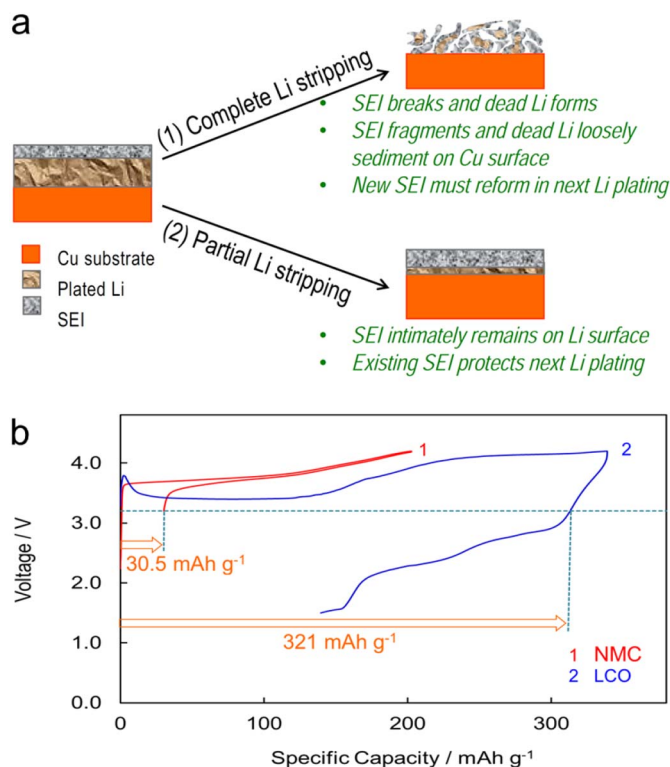 a
(1) Complete Li stripping
• SEI breaks and dead Li forms
• SEI fragments and dead Li loosely
sediment on Cu surface
• New SEI must reform in next Li plating
Cu substrate
Plated Li
SEI
(2) Partial Li stripping
• SEI intimately remains on Li surface
• Existing SEI protects next Li plating
b
Voltage / V
4.0
3.0
2.0
1.0
0.0
1
2
30.5 mAh g-1
321 mAh g-1
1 NMC
2 LCO
0 100 200 300
Specific Capacity / mAh g-1